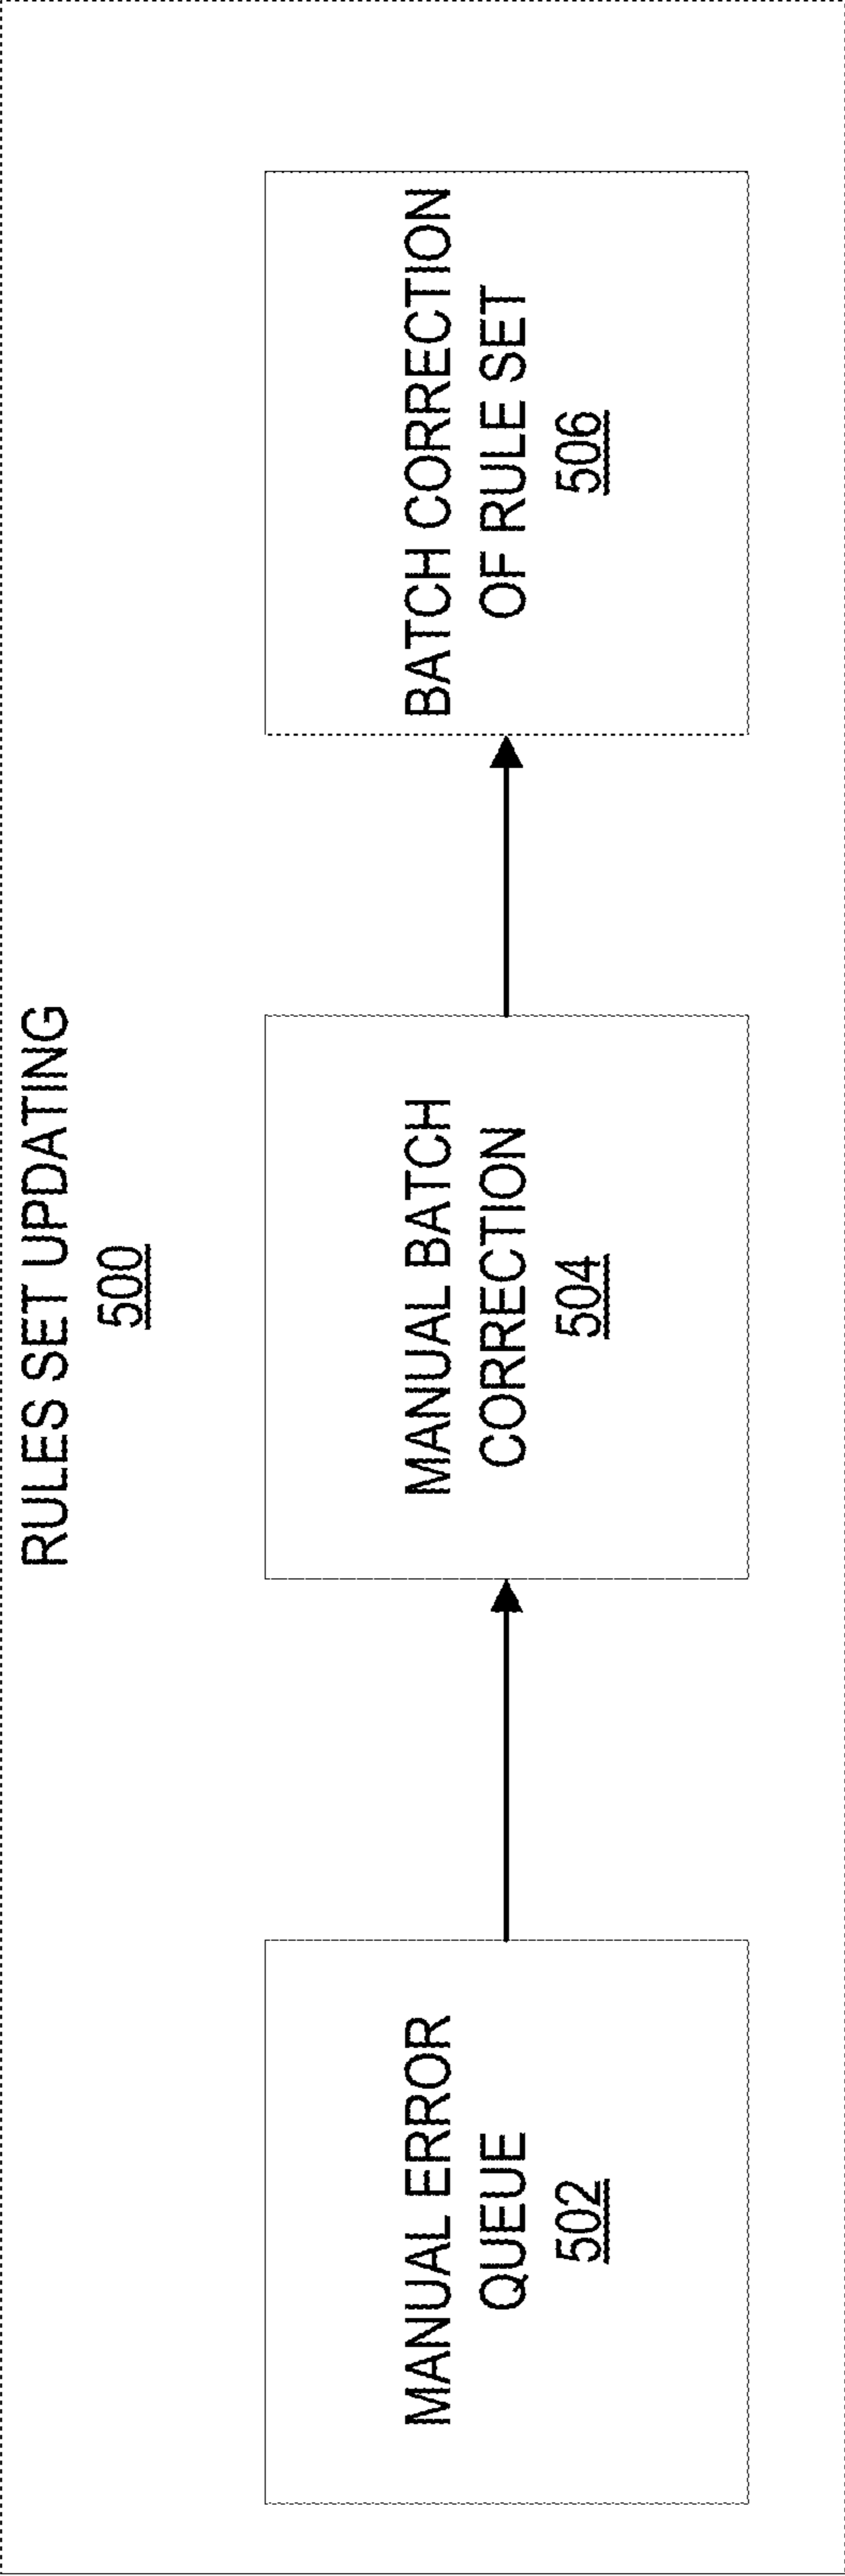 RULES SET UPDATING
500
MANUAL ERROR
QUEUE
502
MANUAL BATCH
CORRECTION
504
BATCH CORRECTION
OF RULE SET
506